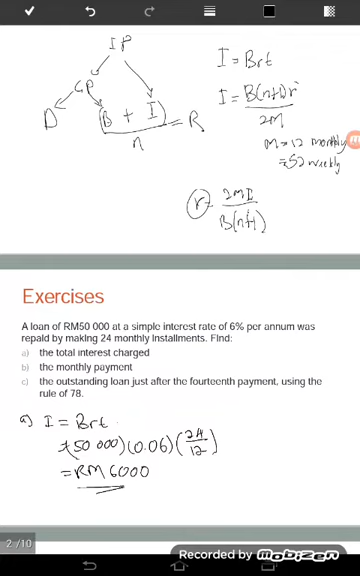 IP
CP
D
(B + I)
n
= R
I = Brt
I = B(n+1)r
2M
M = 12 monthly
= 52 weekly
r = 2MI
B(n+1)
Exercises
A loan of RM50 000 at a simple interest rate of 6% per annum was
repaid by making 24 monthly installments. Find:
a) the total interest charged
b) the monthly payment
c) the outstanding loan just after the fourteenth payment, using the
rule of 78.
a) I = Brt
= (50 000)(0.06)(24/12)
= RM 6000
2 / 10
Recorded by mobizen